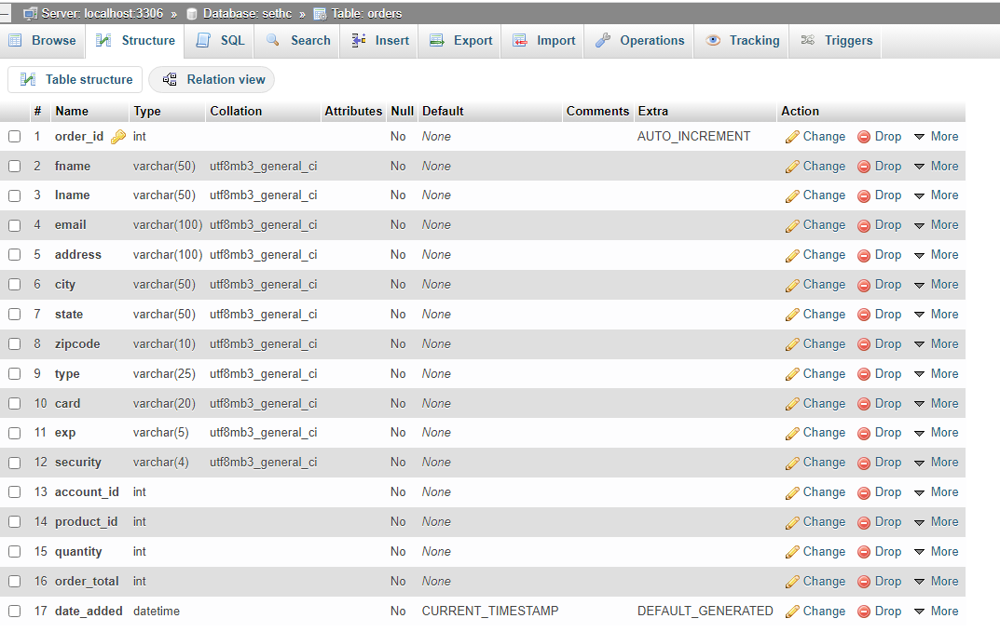 Server: localhost:3306 » Database: sethc » Table: orders
Browse Structure SQL Search Insert Export Import Operations Tracking Triggers
Table structure Relation view
# Name Type Collation Attributes Null Default Comments Extra Action
1 order_id int No None AUTO_INCREMENT Change Drop More
2 fname varchar(50) utf8mb3_general_ci No None Change Drop More
3 lname varchar(50) utf8mb3_general_ci No None Change Drop More
4 email varchar(100) utf8mb3_general_ci No None Change Drop More
5 address varchar(100) utf8mb3_general_ci No None Change Drop More
6 city varchar(50) utf8mb3_general_ci No None Change Drop More
7 state varchar(50) utf8mb3_general_ci No None Change Drop More
8 zipcode varchar(10) utf8mb3_general_ci No None Change Drop More
9 type varchar(25) utf8mb3_general_ci No None Change Drop More
10 card varchar(20) utf8mb3_general_ci No None Change Drop More
11 exp varchar(5) utf8mb3_general_ci No None Change Drop More
12 security varchar(4) utf8mb3_general_ci No None Change Drop More
13 account_id int No None Change Drop More
14 product_id int No None Change Drop More
15 quantity int No None Change Drop More
16 order_total int No None Change Drop More
17 date_added datetime No CURRENT_TIMESTAMP DEFAULT_GENERATED Change Drop More